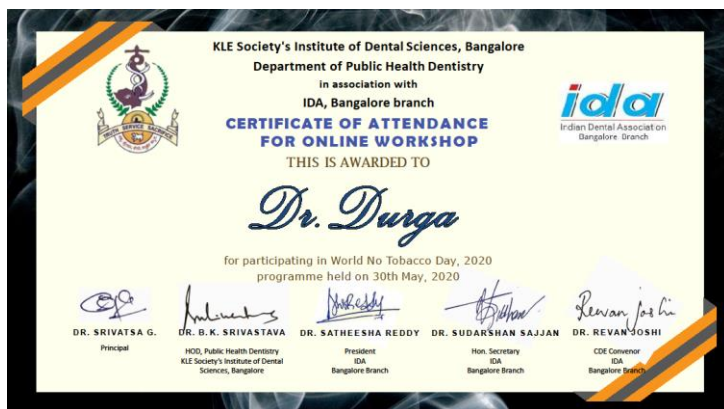 KLE Society's Institute of Dental Sciences, Bangalore
Department of Public Health Dentistry
in association with
IDA, Bangalore branch
CERTIFICATE OF ATTENDANCE
FOR ONLINE WORKSHOP
THIS IS AWARDED TO
Dr. Durga
for participating in World No Tobacco Day, 2020
programme held on 30th May, 2020
TRUTH SERVICE SACRIFICE
ida
Indian Dental Association
Bangalore Branch
DR. SRIVATSA G.
Principal
DR. B.K. SRIVASTAVA
HOD, Public Health Dentistry
KLE Society's Institute of Dental
Sciences, Bangalore
DR. SATHEESHA REDDY
President
IDA
Bangalore Branch
DR. SUDARSHAN SAJJAN
Hon. Secretary
IDA
Bangalore Branch
Reevan Joshi
DR. REVAN JOSHI
CDE Convenor
IDA
Bangalore Branch